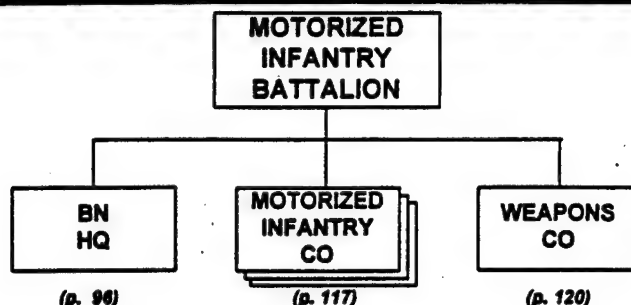 MOTORIZED
INFANTRY
BATTALION
BN
HQ
MOTORIZED
INFANTRY
CO
WEAPONS
CO
(p. 96)
(p. 117)
(p. 120)